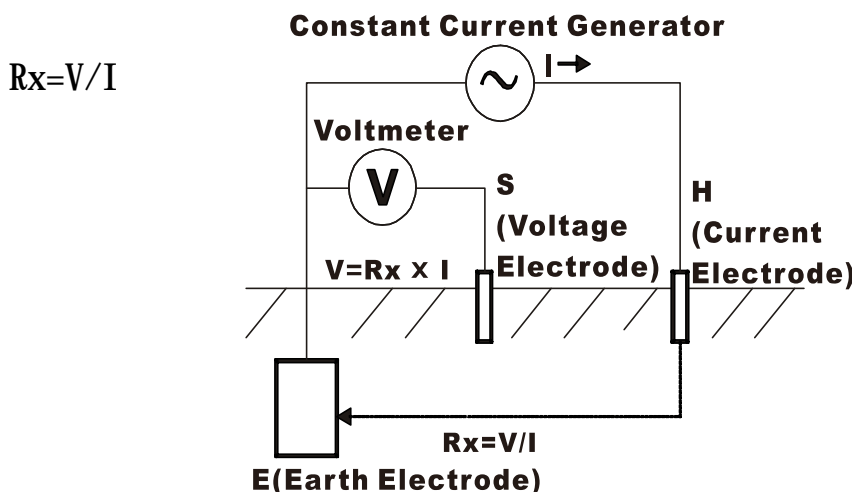 Constant Current Generator
Rx=V/I
I
~
Voltmeter
V
S
(Voltage
Electrode)
H
(Current
Electrode)
V=Rx × I
Rx=V/I
E(Earth Electrode)